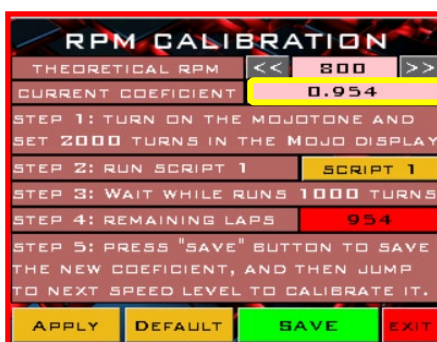 RPM CALIBRATION
THEORETICAL RPM << 800 >>
CURRENT COEFICIENT 0.954
STEP 1: TURN ON THE MOJOTONE AND
SET 2000 TURNS IN THE MOJO DISPLAY
STEP 2: RUN SCRIPT 1 SCRIPT 1
STEP 3: WAIT WHILE RUNS 1000 TURNS
STEP 4: REMAINING LAPS 954
STEP 5: PRESS "SAVE" BUTTON TO SAVE
THE NEW COEFICIENT, AND THEN JUMP
TO NEXT SPEED LEVEL TO CALIBRATE IT.
APPLY DEFAULT SAVE EXIT